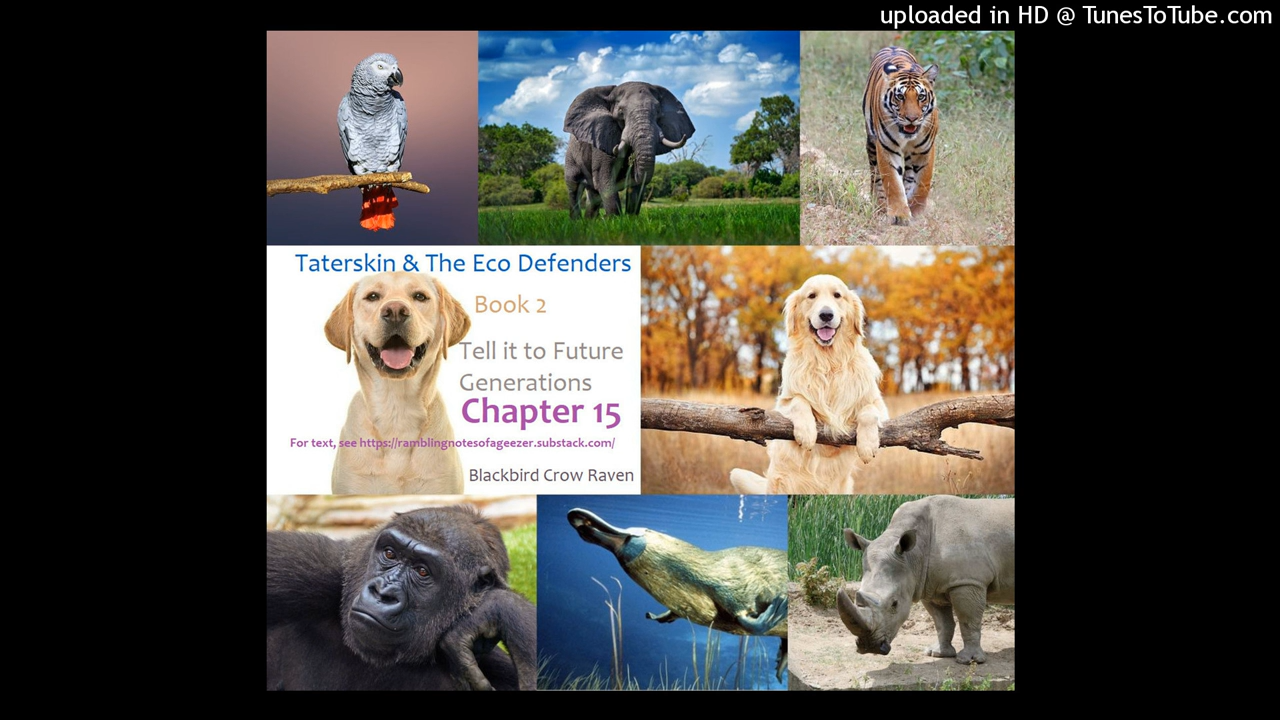 uploaded in HD @ TunesToTube.com
Taterskin & The Eco Defenders
Book 2
Tell it to Future
Generations
Chapter 15
For text, see https://ramblingnotesofageezer.substack.com/
Blackbird Crow Raven